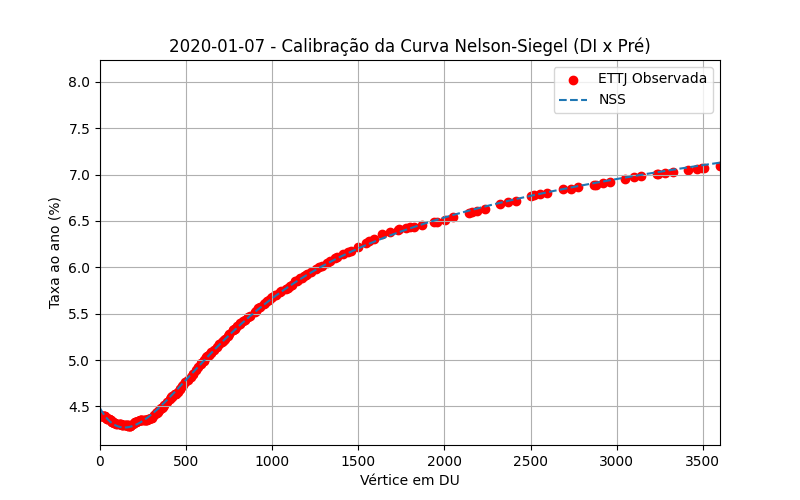 2020-01-07 - Calibração da Curva Nelson-Siegel (DI x Pré)
ETTJ Observada
NSS
Taxa ao ano (%)
8.0
7.5
7.0
6.5
6.0
5.5
5.0
4.5
0 500 1000 1500 2000 2500 3000 3500
Vértice em DU